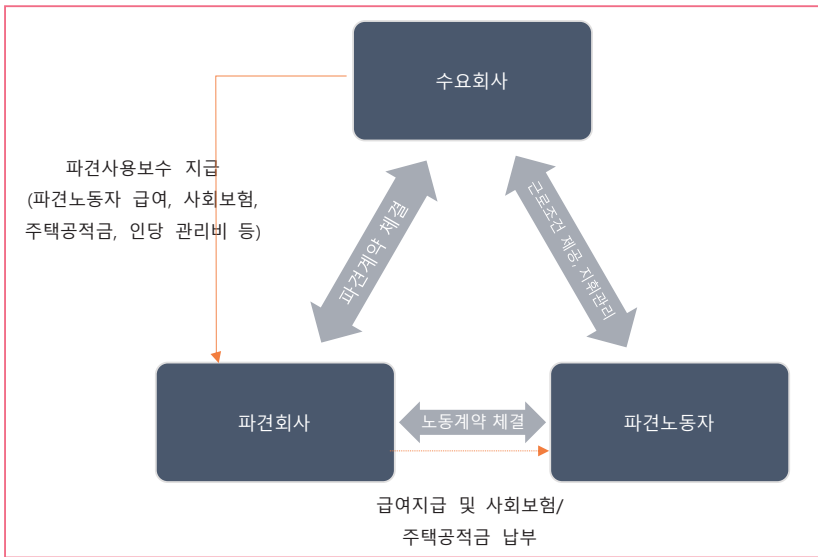 수요회사
파견사용보수 지급
(파견노동자 급여, 사회보험,
주택공적금, 인당 관리비 등)
파견계약 체결
근로조건 제공, 지휘관리
파견회사
노동계약 체결
파견노동자
급여지급 및 사회보험/
주택공적금 납부